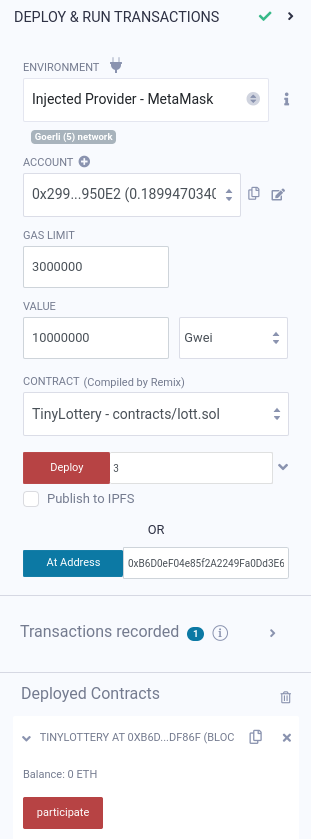 DEPLOY & RUN TRANSACTIONS
ENVIRONMENT
Injected Provider - MetaMask
Goerli (5) network
ACCOUNT
0x299...950E2 (0.1899470340
GAS LIMIT
3000000
VALUE
10000000 Gwei
CONTRACT (Compiled by Remix)
TinyLottery - contracts/lott.sol
Deploy 3
Publish to IPFS
OR
At Address 0xB6D0eF04e85f2A2249Fa0Dd3E6
Transactions recorded 1
Deployed Contracts
TINYLOTTERY AT 0XB6D...DF86F (BLOC
Balance: 0 ETH
participate